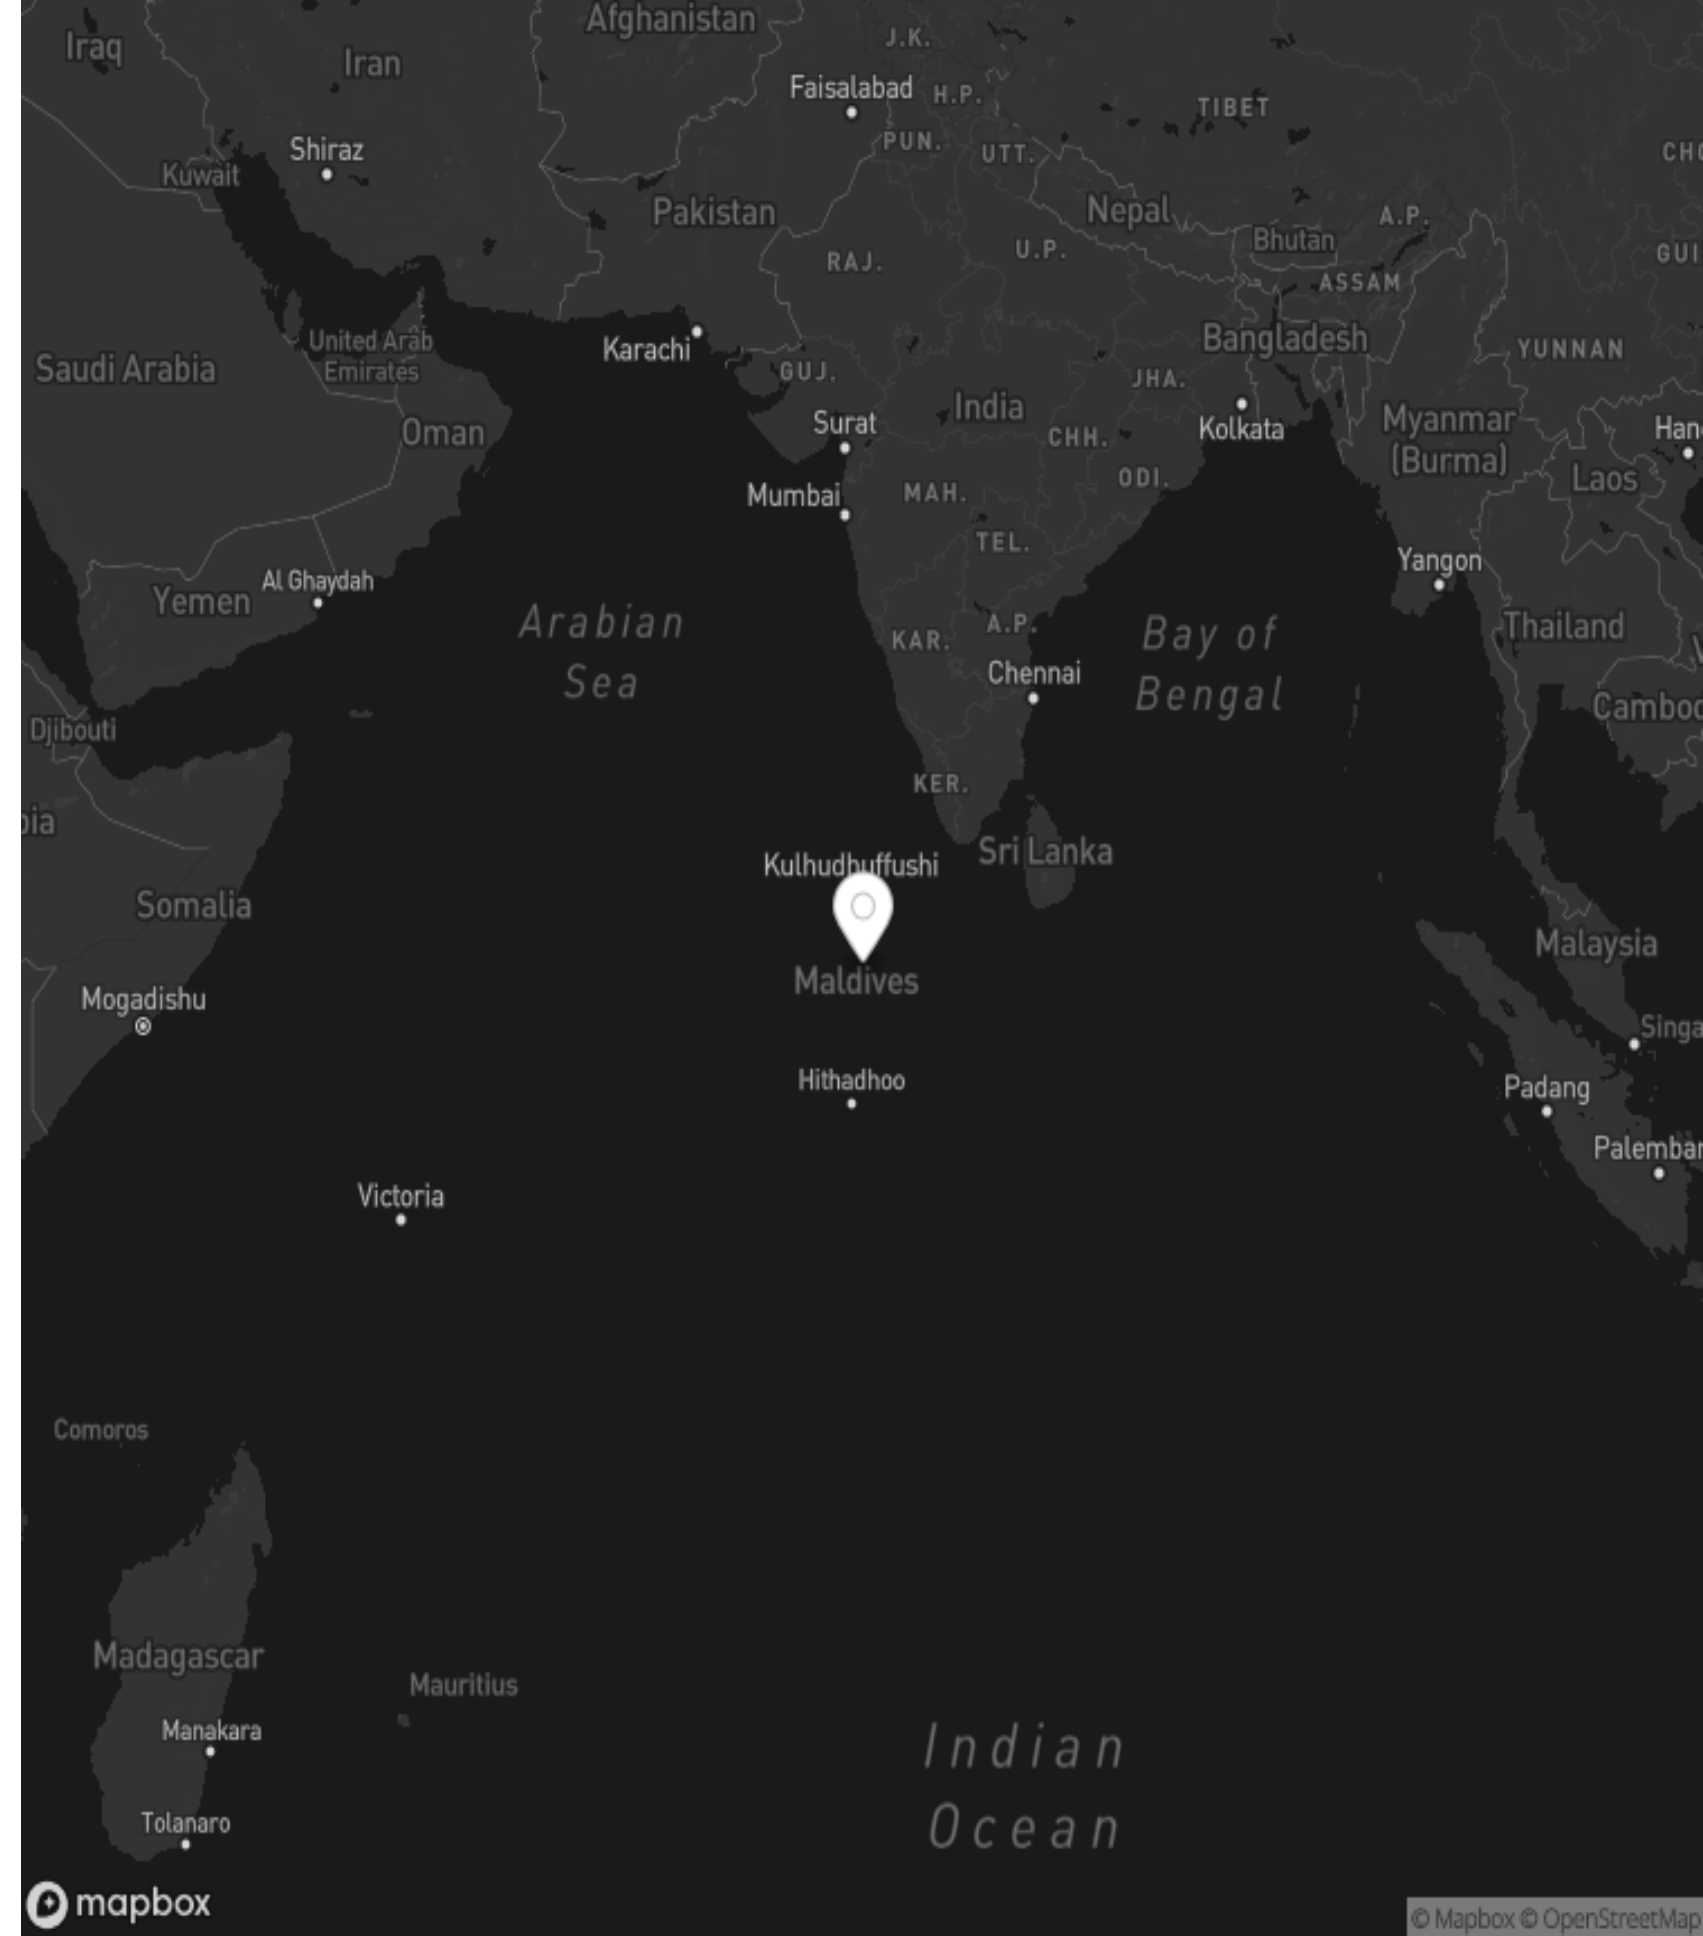 Afghanistan
Iraq
Iran
J.K.
Faisalabad
H.P.
TIBET
PUN.
UTT.
Shiraz
Kuwait
Pakistan
Nepal
A.P.
Bhutan
U.P.
RAJ.
ASSAM
United Arab
Emirates
Karachi
Bangladesh
YUNNAN
Saudi Arabia
GUJ.
JHA.
India
Surat
Oman
CHH.
Kolkata
Myanmar
(Burma)
Laos
ODI.
Mumbai
MAH.
TEL.
Yangon
Al Ghaydah
Yemen
Arabian
Sea
A.P.
KAR.
Bay of
Bengal
Thailand
Chennai
Djibouti
KER.
Sri Lanka
Kulhudhuffushi
Somalia
Malaysia
Maldives
Mogadishu
Hithadhoo
Padang
Victoria
Comoros
Madagascar
Mauritius
Manakara
Indian
Ocean
Tolanaro
mapbox
© Mapbox © OpenStreetMap